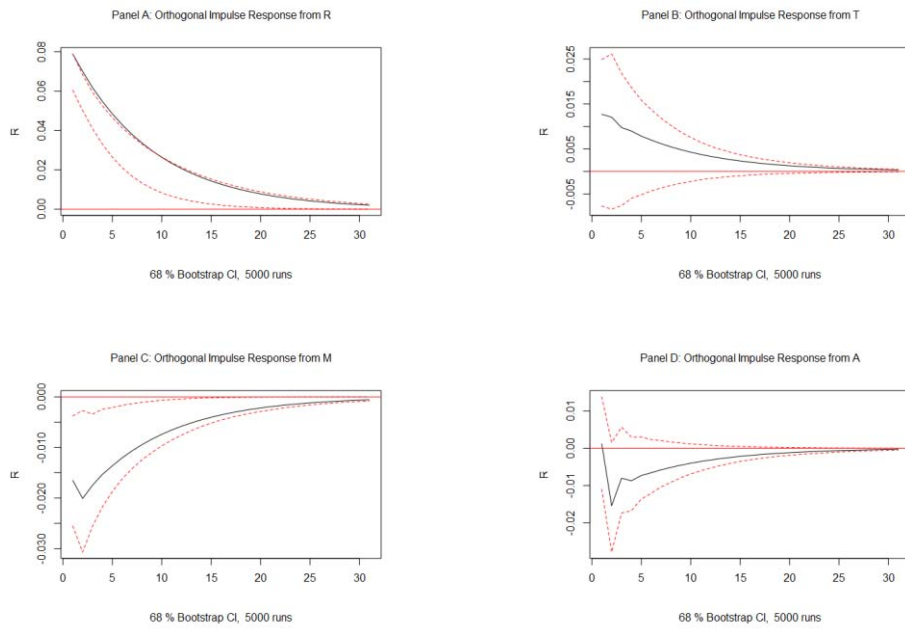 Panel A: Orthogonal Impulse Response from R
R
0.08
0.06
0.04
0.02
0.00
0 5 10 15 20 25 30
68 % Bootstrap CI, 5000 runs
Panel B: Orthogonal Impulse Response from T
R
0.025
0.015
0.005
-0.005
0 5 10 15 20 25 30
68 % Bootstrap CI, 5000 runs
Panel C: Orthogonal Impulse Response from M
R
0.000
-0.010
-0.020
-0.030
0 5 10 15 20 25 30
68 % Bootstrap CI, 5000 runs
Panel D: Orthogonal Impulse Response from A
R
0.01
0.00
-0.01
-0.02
0 5 10 15 20 25 30
68 % Bootstrap CI, 5000 runs